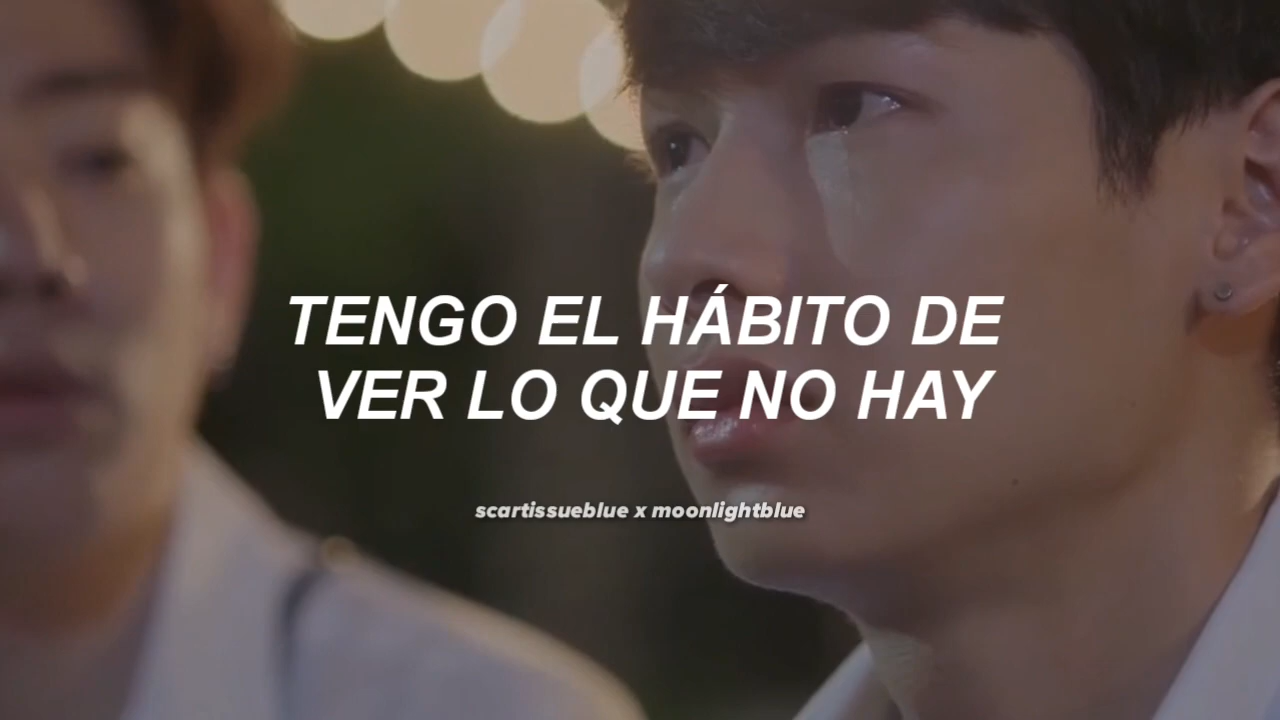 TENGO EL HÁBITO DE
VER LO QUE NO HAY
scartissueblue x moonlightblue